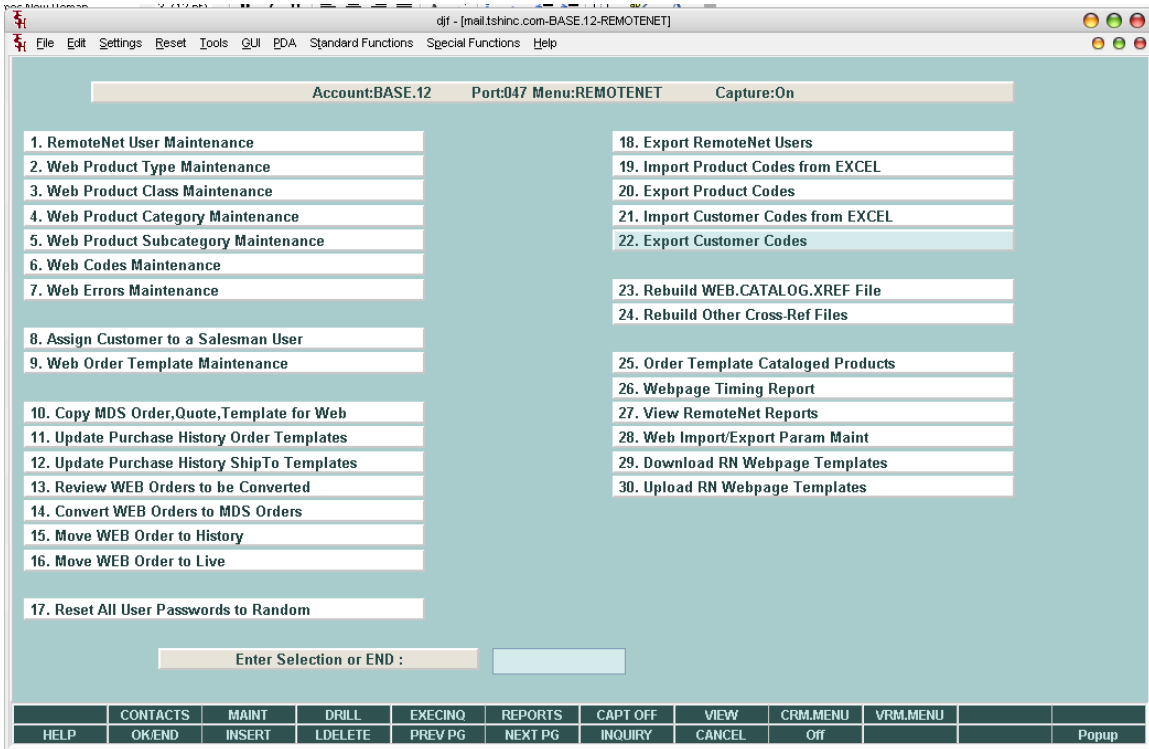 djf - [mail.tshinc.com-BASE.12-REMOTENET]
File Edit Settings Reset Tools GUI PDA Standard Functions Special Functions Help
Account:BASE.12 Port:047 Menu:REMOTENET Capture:On
1. RemoteNet User Maintenance
2. Web Product Type Maintenance
3. Web Product Class Maintenance
4. Web Product Category Maintenance
5. Web Product Subcategory Maintenance
6. Web Codes Maintenance
7. Web Errors Maintenance
8. Assign Customer to a Salesman User
9. Web Order Template Maintenance
10. Copy MDS Order,Quote,Template for Web
11. Update Purchase History Order Templates
12. Update Purchase History ShipTo Templates
13. Review WEB Orders to be Converted
14. Convert WEB Orders to MDS Orders
15. Move WEB Order to History
16. Move WEB Order to Live
17. Reset All User Passwords to Random
18. Export RemoteNet Users
19. Import Product Codes from EXCEL
20. Export Product Codes
21. Import Customer Codes from EXCEL
22. Export Customer Codes
23. Rebuild WEB.CATALOG.XREF File
24. Rebuild Other Cross-Ref Files
25. Order Template Cataloged Products
26. Webpage Timing Report
27. View RemoteNet Reports
28. Web Import/Export Param Maint
29. Download RN Webpage Templates
30. Upload RN Webpage Templates
Enter Selection or END :
CONTACTS MAINT DRILL EXECINQ REPORTS CAPT OFF VIEW CRM.MENU VRM.MENU
HELP OK/END INSERT LDELETE PREV PG NEXT PG INQUIRY CANCEL Off Popup